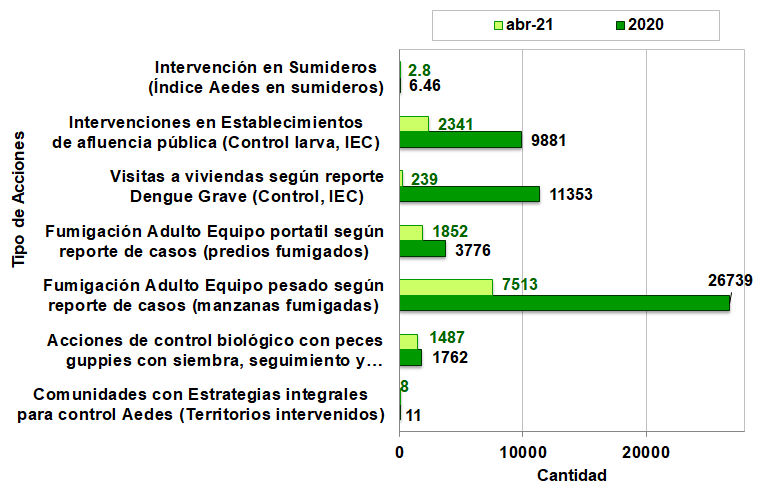 abr-21
2020
Tipo de Acciones
Intervención en Sumideros
(Índice Aedes en sumideros)
2.8
6.46
Intervenciones en Establecimientos
de afluencia pública (Control larva, IEC)
2341
9881
Visitas a viviendas según reporte
Dengue Grave (Control, IEC)
239
11353
Fumigación Adulto Equipo portatil según
reporte de casos (predios fumigados)
1852
3776
Fumigación Adulto Equipo pesado según
reporte de casos (manzanas fumigadas)
7513
26739
Acciones de control biológico con peces
guppies con siembra, seguimiento y…
1487
1762
Comunidades con Estrategias integrales
para control Aedes (Territorios intervenidos)
8
11
0
10000
20000
Cantidad